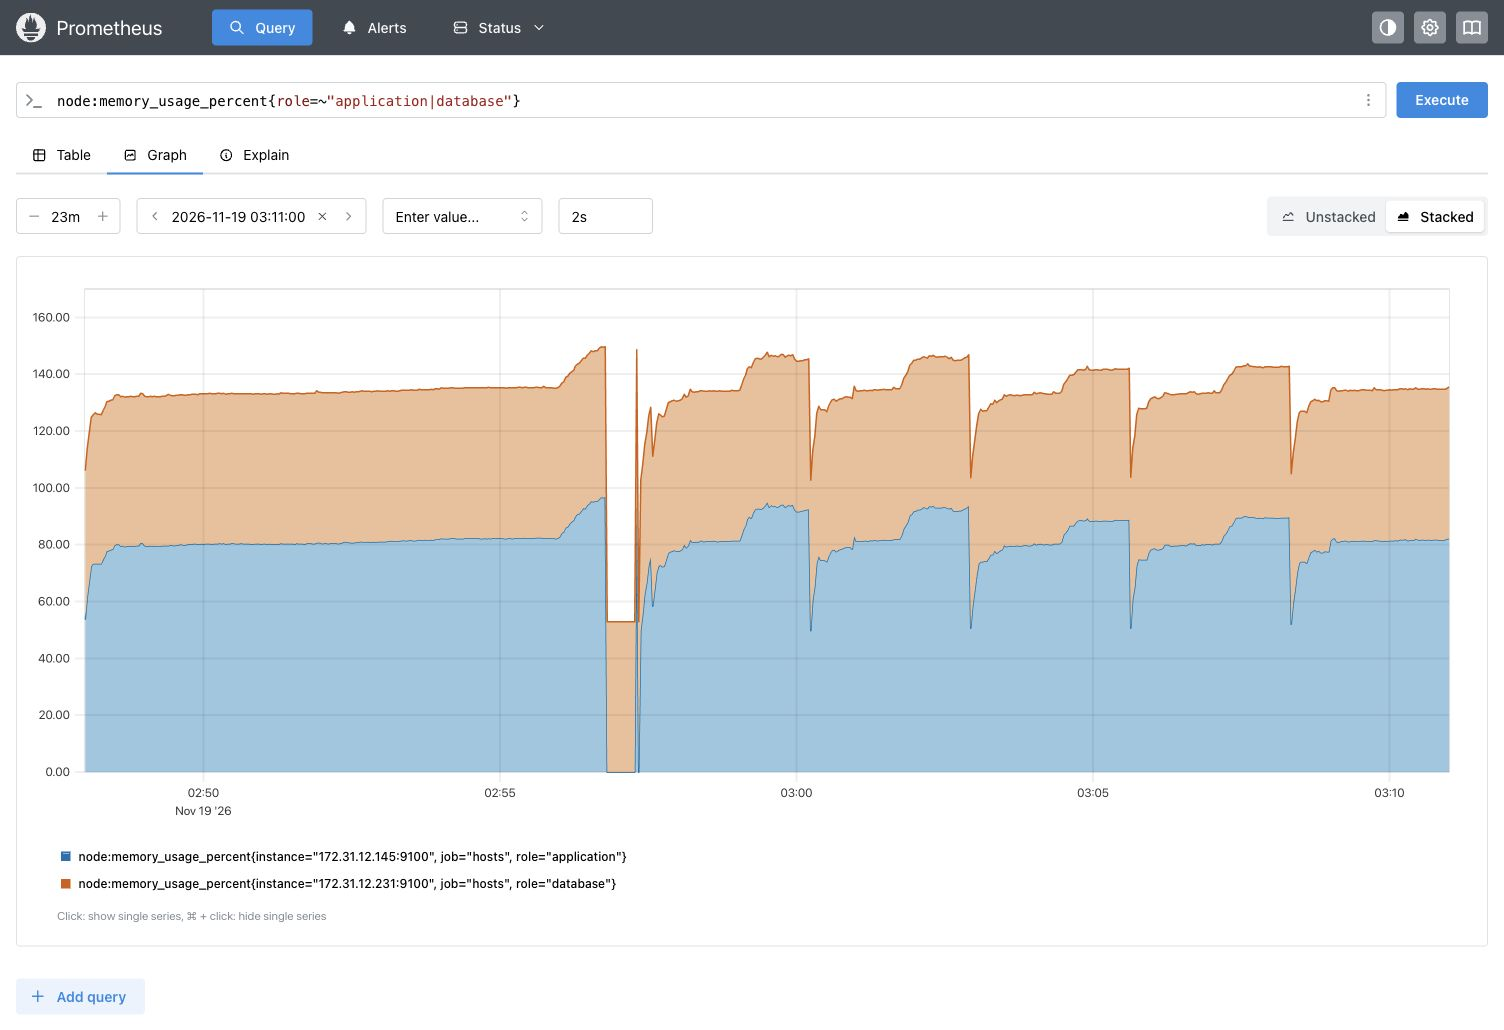 Prometheus Query Alerts Status
>_ node:memory_usage_percent{role=~"application|database"} Execute
Table Graph Explain
− 23m + < 2026-11-19 03:11:00 × > Enter value... 2s Unstacked Stacked
160.00
140.00
120.00
100.00
80.00
60.00
40.00
20.00
0.00
02:50 02:55 03:00 03:05 03:10
Nov 19 '26
node:memory_usage_percent{instance="172.31.12.145:9100", job="hosts", role="application"}
node:memory_usage_percent{instance="172.31.12.231:9100", job="hosts", role="database"}
Click: show single series, ⌘ + click: hide single series
+ Add query